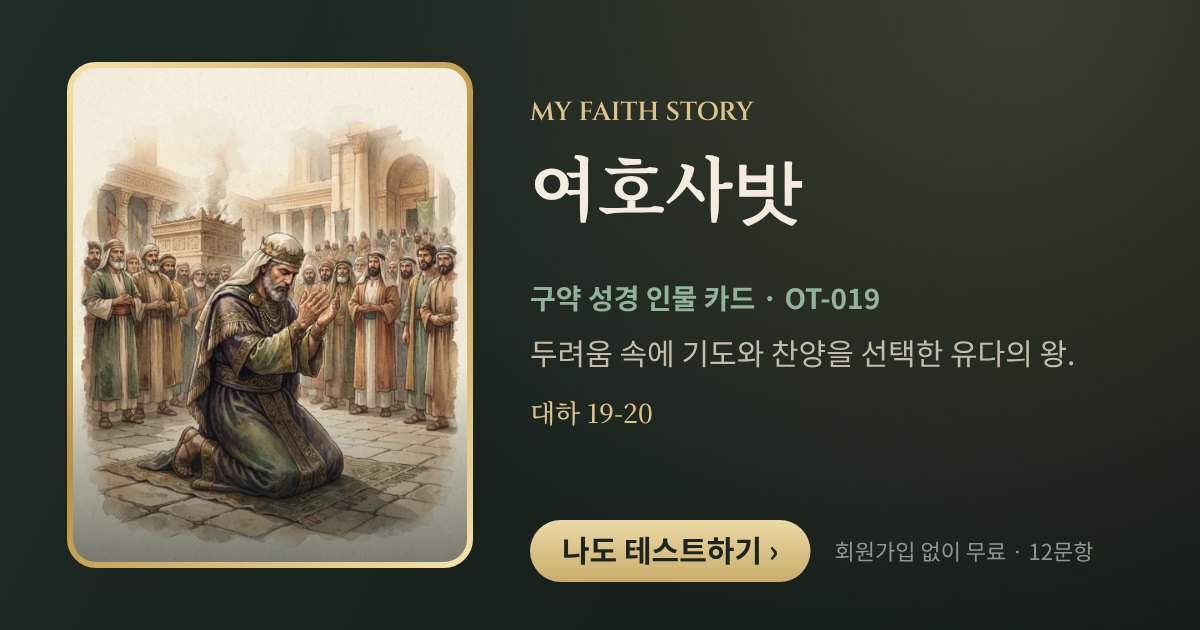 MY FAITH STORY
여호사밧
구약 성경 인물 카드 · OT-019
두려움 속에 기도와 찬양을 선택한 유다의 왕.
대하 19-20
나도 테스트하기 ›
회원가입 없이 무료 · 12문항